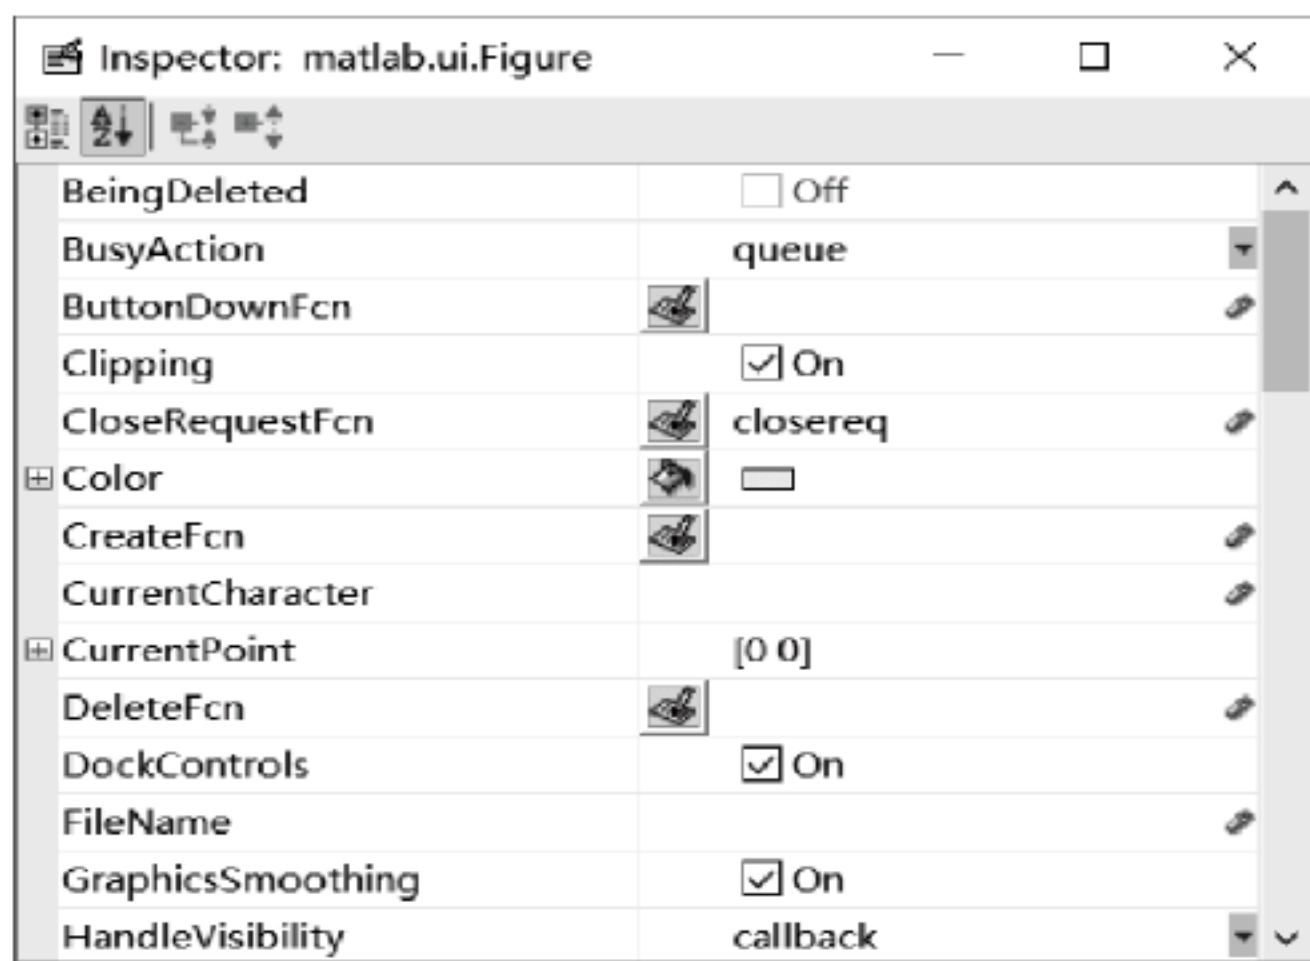 Inspector: matlab.ui.Figure
BeingDeleted Off
BusyAction queue
ButtonDownFcn
Clipping On
CloseRequestFcn closereq
Color
CreateFcn
CurrentCharacter
CurrentPoint [0 0]
DeleteFcn
DockControls On
FileName
GraphicsSmoothing On
HandleVisibility callback